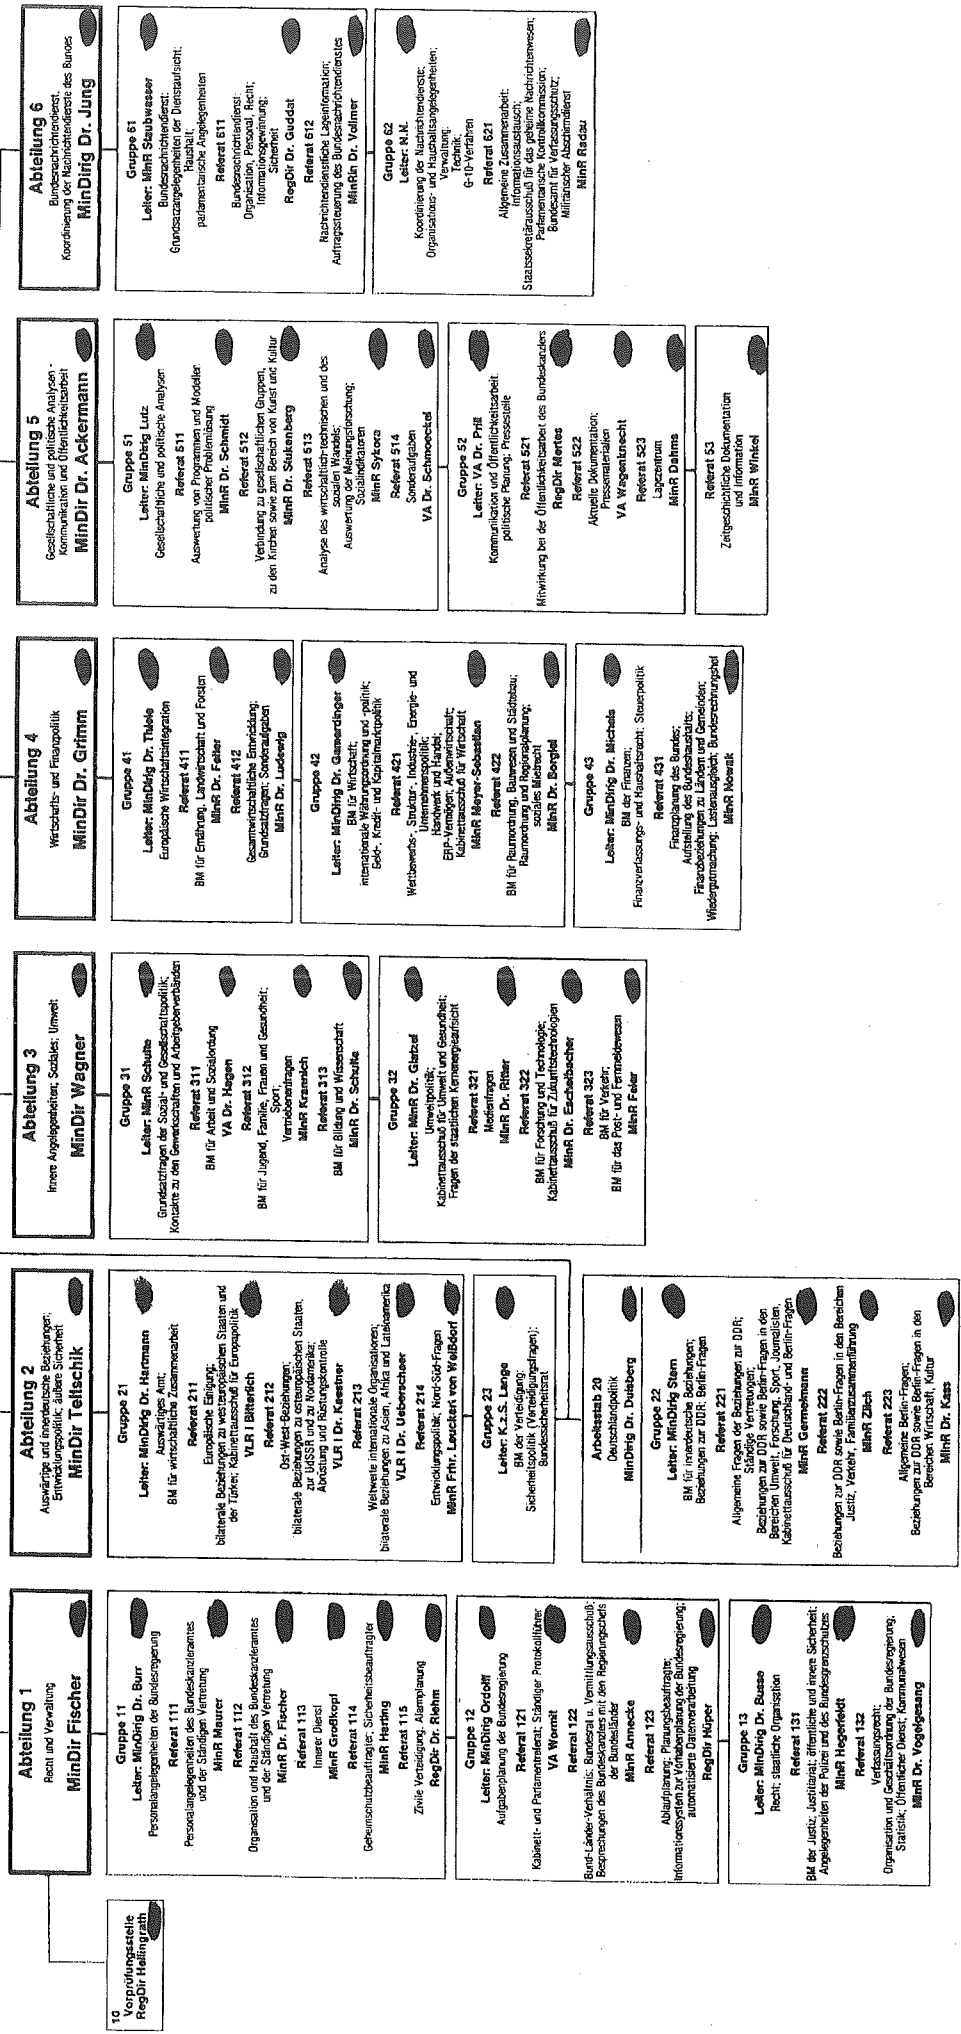 10
Vorprüfungsstelle
RegDir Hellingrath
Abteilung 1
Recht und Verwaltung
MinDir Fischer
Gruppe 11
Leiter: MinDirig Dr. Burr
Personalangelegenheiten der Bundesregierung
Referat 111
Personalangelegenheiten des Bundeskanzleramtes
und der Ständigen Vertretung
MinR Maurer
Referat 112
Organisation und Haushalt des Bundeskanzleramtes
und der Ständigen Vertretung
MinR Dr. Fischer
Referat 113
Innerer Dienst
MinR Großkopf
Referat 114
Geheimschutzbeauftragter; Sicherheitsbeauftragter
MinR Harting
Referat 115
Zivile Verteidigung, Alarmplanung
RegDir Dr. Riehm
Gruppe 12
Leiter: MinDirig Ordolff
Aufgabenplanung der Bundesregierung
Referat 121
Kabinett- und Parlamentreferat; Ständiger Protokollführer
VA Wormit
Referat 122
Bund-Länder-Verhältnis; Bundesrat u. Vermittlungsausschuß;
Besprechungen des Bundeskanzlers mit den Regierungschefs
der Bundesländer
MinR Annecke
Referat 123
Ablaufplanung; Planungsbeauftragte;
Informationssystem zur Vorhabenplanung der Bundesregierung;
automatisierte Datenverarbeitung
RegDir Hüper
Gruppe 13
Leiter: MinDirig Dr. Busse
Recht; staatliche Organisation
Referat 131
BM der Justiz; Justitiariat; öffentliche und innere Sicherheit;
Angelegenheiten der Polizei und des Bundesgrenzschutzes
MinR Hegerfeldt
Referat 132
Verfassungsrecht;
Organisation und Geschäftsordnung der Bundesregierung,
Statistik; Öffentlicher Dienst; Kommunalwesen
MinR Dr. Vogelgesang
Abteilung 2
Auswärtige und innerdeutsche Beziehungen;
Entwicklungspolitik; äußere Sicherheit
MinDir Teltschik
Gruppe 21
Leiter: MinDirig Dr. Hartmann
Auswärtiges Amt;
BM für wirtschaftliche Zusammenarbeit
Referat 211
Europäische Einigung;
bilaterale Beziehungen zu westeuropäischen Staaten und
der Türkei; Kabinettausschuß für Europapolitik
VLR I Bitterlich
Referat 212
Ost-West-Beziehungen;
bilaterale Beziehungen zu osteuropäischen Staaten,
zur UdSSR und zu Nordamerika;
Abrüstung und Rüstungskontrolle
VLR I Dr. Kaestner
Referat 213
Weltweite internationale Organisationen;
bilaterale Beziehungen zu Asien, Afrika und Lateinamerika
VLR I Dr. Ueberschaer
Referat 214
Entwicklungspolitik, Nord-Süd-Fragen
MinR Frhr. Leuckart von Weißdorf
Gruppe 23
Leiter: K.z.S. Lange
BM der Verteidigung;
Sicherheitspolitik (Verteidigungsfragen);
Bundessicherheitsrat
Arbeitsstab 20
Deutschlandpolitik
MinDirig Dr. Duisberg
Gruppe 22
Leiter: MinDirig Stern
BM für innerdeutsche Beziehungen;
Beziehungen zur DDR; Berlin-Fragen
Referat 221
Allgemeine Fragen der Beziehungen zur DDR;
Ständige Vertretungen;
Beziehungen zur DDR sowie Berlin-Fragen in den
Bereichen Umwelt, Forschung, Sport, Journalisten,
Kabinettausschuß für Deutschland- und Berlin-Fragen
MinR Germelmann
Referat 222
Beziehungen zur DDR sowie Berlin-Fragen in den Bereichen
Justiz, Verkehr, Familienzusammenführung
MinR Zilch
Referat 223
Allgemeine Berlin-Fragen;
Beziehungen zur DDR sowie Berlin-Fragen in den
Bereichen Wirtschaft, Kultur
MinR Dr. Kass
Abteilung 3
Innere Angelegenheiten; Soziales; Umwelt
MinDir Wagner
Gruppe 31
Leiter: MinR Schulte
Grundsatzfragen der Sozial- und Gesellschaftspolitik;
Kontakte zu den Gewerkschaften und Arbeitgeberverbänden
Referat 311
BM für Arbeit und Sozialordnung
VA Dr. Hagen
Referat 312
BM für Jugend, Familie, Frauen und Gesundheit;
Sport;
Vertriebenenfragen
MinR Krannich
Referat 313
BM für Bildung und Wissenschaft
MinR Dr. Schulte
Gruppe 32
Leiter: MinR Dr. Glatzel
Umweltpolitik;
Kabinettausschuß für Umwelt und Gesundheit;
Fragen der staatlichen Kernenergieaufsicht
Referat 321
Medienfragen
MinR Dr. Ritter
Referat 322
BM für Forschung und Technologie;
Kabinettausschuß für Zukunftstechnologien
MinR Dr. Eschelbacher
Referat 323
BM für Verkehr;
BM für das Post- und Fernmeldewesen
MinR Feier
Abteilung 4
Wirtschafts- und Finanzpolitik
MinDir Dr. Grimm
Gruppe 41
Leiter: MinDirig Dr. Thiele
Europäische Wirtschaftsintegration
Referat 411
BM für Ernährung, Landwirtschaft und Forsten
MinR Dr. Feiter
Referat 412
Gesamtwirtschaftliche Entwicklung;
Grundsatzfragen; Sonderaufgaben
MinR Dr. Ludewig
Gruppe 42
Leiter: MinDirig Dr. Gamerdinger
BM für Wirtschaft;
internationale Währungsordnung und -politik;
Geld-, Kredit- und Kapitalmarktpolitik
Referat 421
Wettbewerbs-, Struktur-, Industrie-, Energie- und
Unternehmenspolitik;
Handwerk und Handel;
ERP-Vermögen; Außenwirtschaft;
Kabinettausschuß für Wirtschaft
MinR Meyer-Sebastian
Referat 422
BM für Raumordnung, Bauwesen und Städtebau;
Raumordnung und Regionalplanung;
soziales Mietrecht
MinR Dr. Bergiel
Gruppe 43
Leiter: MinDirig Dr. Michels
BM der Finanzen;
Finanzverfassungs- und Haushaltsrecht; Steuerpolitik
Referat 431
Finanzplanung des Bundes;
Aufstellung des Bundeshaushalts;
Finanzbeziehungen zu Ländern und Gemeinden;
Wiedergutmachung; Lastenausgleich; Bundesrechnungshof
MinR Nowak
Abteilung 5
Gesellschaftliche und politische Analysen -
Kommunikation und Öffentlichkeitsarbeit
MinDir Dr. Ackermann
Gruppe 51
Leiter: MinDirig Lutz
Gesellschaftliche und politische Analysen
Referat 511
Auswertung von Programmen und Modellen
politischer Problemlösung
MinR Dr. Schmidt
Referat 512
Verbindung zu gesellschaftlichen Gruppen,
zu den Kirchen sowie zum Bereich von Kunst und Kultur
MinR Dr. Stukenberg
Referat 513
Analyse des wirtschaftlich-technischen und des
sozialen Wandels;
Auswertung der Meinungsforschung;
Sozialindikatoren
MinR Sykora
Referat 514
Sonderaufgaben
VA Dr. Schmoeckel
Gruppe 52
Leiter: VA Dr. Prill
Kommunikation und Öffentlichkeitsarbeit;
politische Planung; Pressestelle
Referat 521
Mitwirkung bei der Öffentlichkeitsarbeit des Bundeskanzlers
RegDir Mertes
Referat 522
Aktuelle Dokumentation;
Pressematerialien
VA Wagenknecht
Referat 523
Lagezentrum
MinR Dahms
Referat 53
Zeitgeschichtliche Dokumentation
und Information
MinR Winkel
Abteilung 6
Bundesnachrichtendienst,
Koordinierung der Nachrichtendienste des Bundes
MinDirig Dr. Jung
Gruppe 61
Leiter: MinR Staubwasser
Bundesnachrichtendienst;
Grundsatzangelegenheiten der Dienstaufsicht;
Haushalt;
parlamentarische Angelegenheiten
Referat 611
Bundesnachrichtendienst:
Organisation, Personal, Recht;
Informationsgewinnung;
Sicherheit
RegDir Dr. Guddat
Referat 612
Nachrichtendienstliche Lageinformation;
Auftragssteuerung des Bundesnachrichtendienstes
MinRin Dr. Vollmer
Gruppe 62
Leiter: N.N.
Koordinierung der Nachrichtendienste;
Organisations- und Haushaltsangelegenheiten;
Verwaltung;
Technik;
G-10-Verfahren
Referat 621
Allgemeine Zusammenarbeit;
Informationsaustausch;
Staatssekretärausschuß für das geheime Nachrichtenwesen;
Parlamentarische Kontrollkommission;
Bundesamt für Verfassungsschutz;
Militärischer Abschirmdienst
MinR Radau